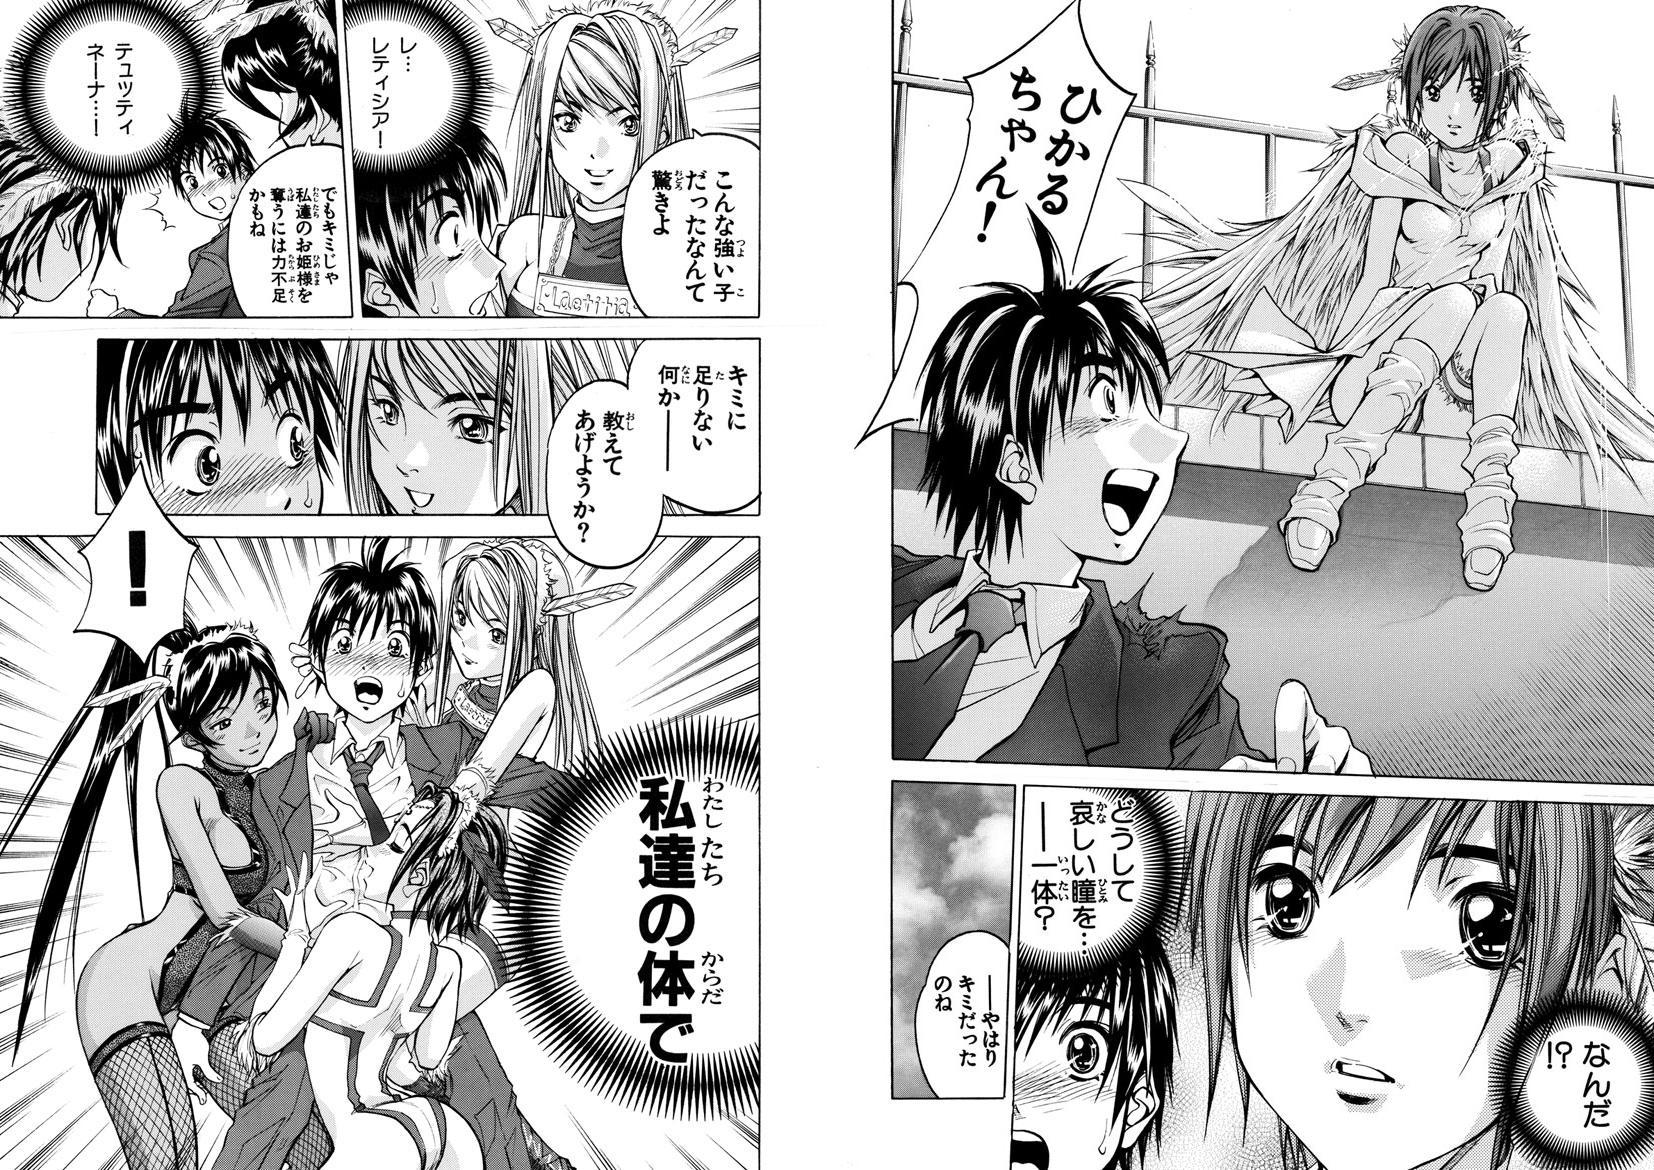 ひかる
ちゃん!
なんだ
!?
どうして
哀しい瞳を…
——一体?
——やはり
キミだった
のね
こんな強い子
だったなんて
驚きよ
Laetitia
レ…
レティシア!
でもキミじゃ
私達のお姫様を
奪うには力不足
かもね
テュッティ
ネーナ…!
キミに
足りない
何か——
教えて
あげようか?
!
Laetitia
私達の体で